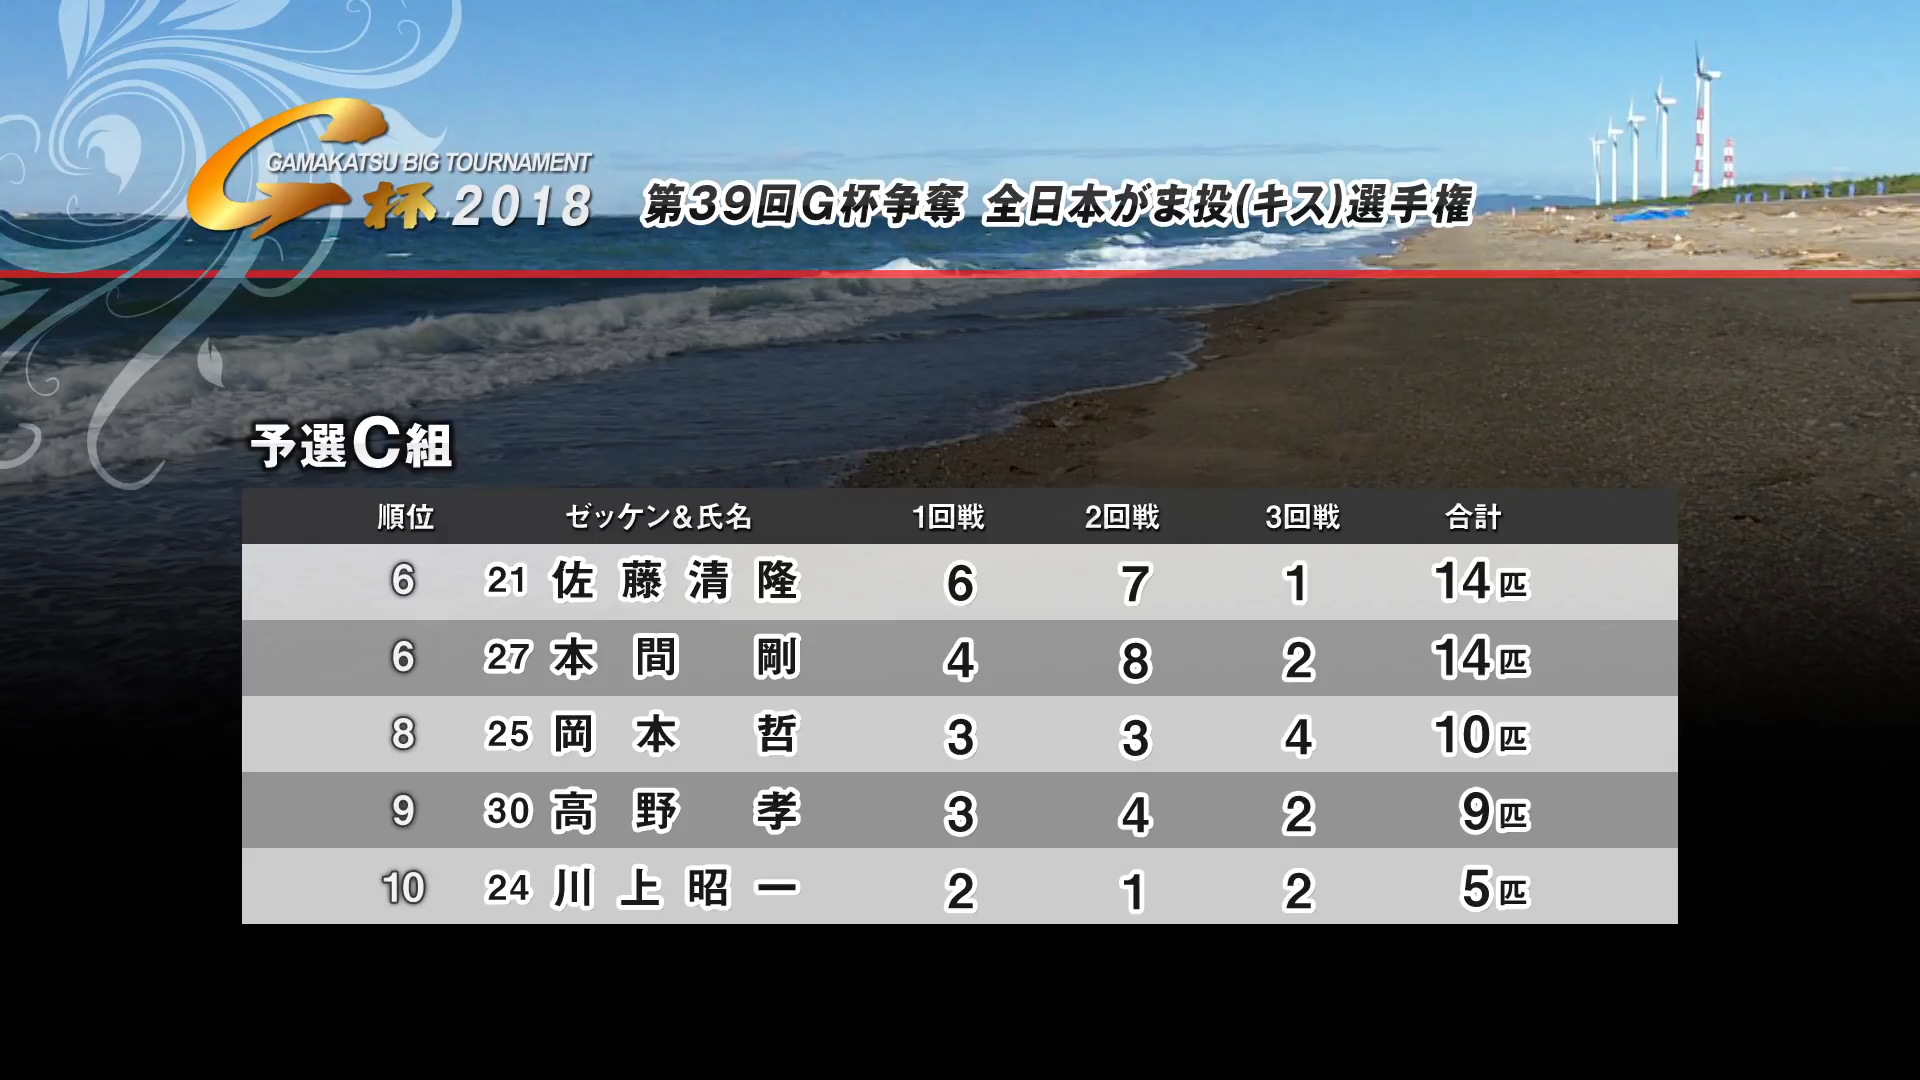 GAMAKATSU BIG TOURNAMENT
G杯 2018
第39回G杯争奪 全日本がま投(キス)選手権
予選C組
順位 ゼッケン&氏名 1回戦 2回戦 3回戦 合計
6 21 佐藤清隆 6 7 1 14匹
6 27 本間 剛 4 8 2 14匹
8 25 岡本 哲 3 3 4 10匹
9 30 高野 孝 3 4 2 9匹
10 24 川上昭一 2 1 2 5匹